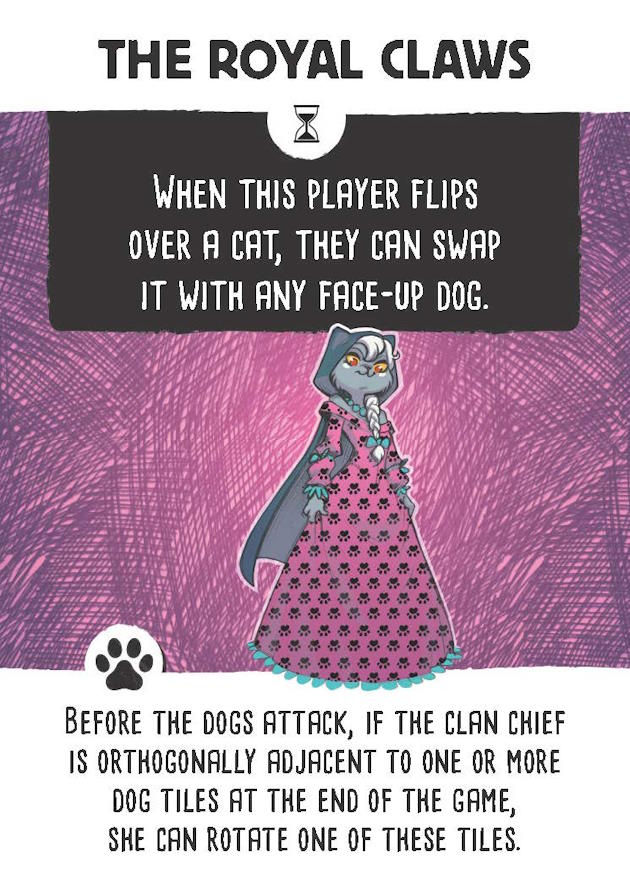 THE ROYAL CLAWS
WHEN THIS PLAYER FLIPS
OVER A CAT, THEY CAN SWAP
IT WITH ANY FACE-UP DOG.
BEFORE THE DOGS ATTACK, IF THE CLAN CHIEF
IS ORTHOGONALLY ADJACENT TO ONE OR MORE
DOG TILES AT THE END OF THE GAME,
SHE CAN ROTATE ONE OF THESE TILES.